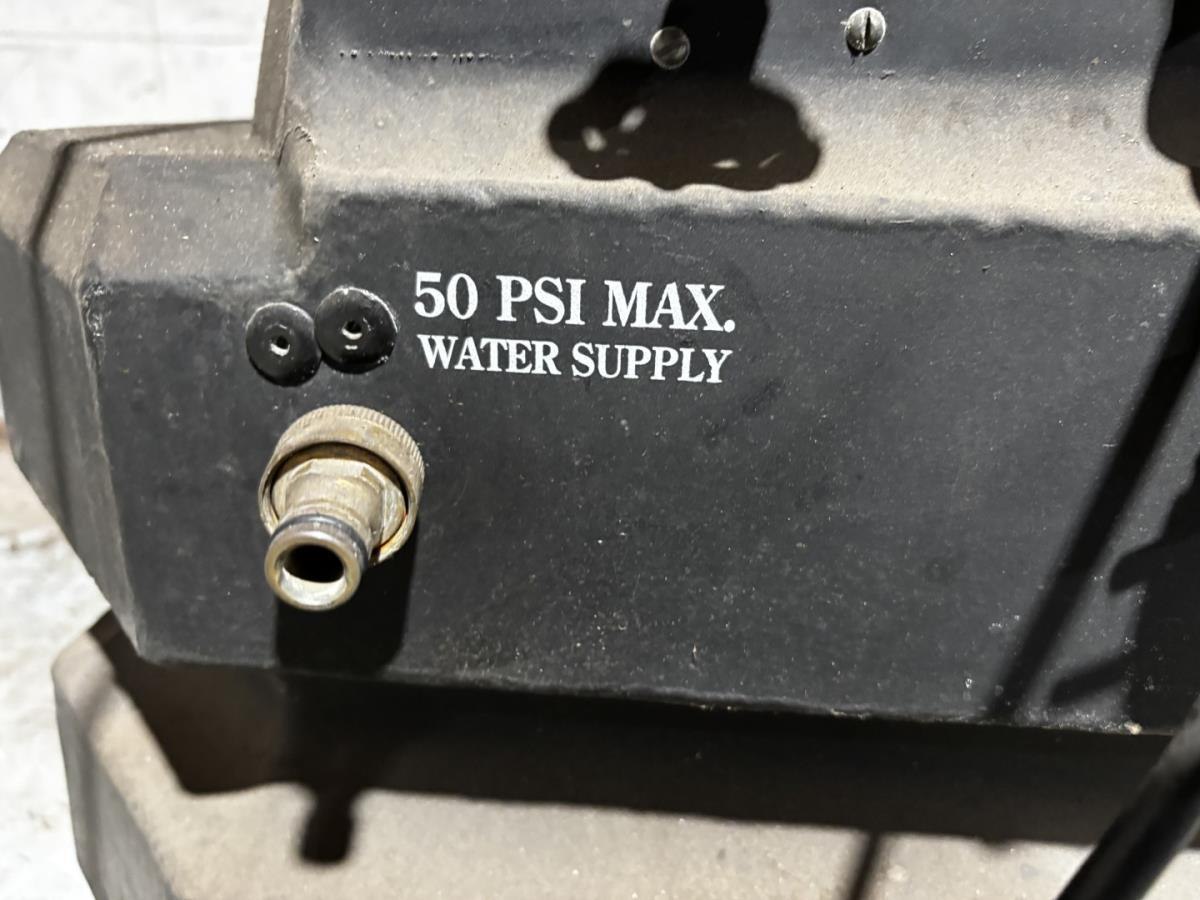 50 PSI MAX.
WATER SUPPLY